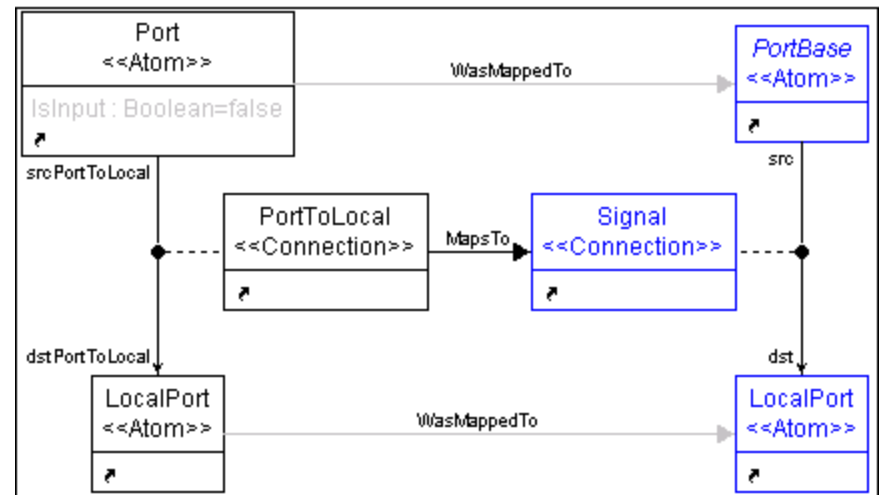 Port
<<Atom>>
IsInput : Boolean=false
WasMappedTo
PortBase
<<Atom>>
srcPortToLocal
src
PortToLocal
<<Connection>>
MapsTo
Signal
<<Connection>>
dstPortToLocal
dst
LocalPort
<<Atom>>
WasMappedTo
LocalPort
<<Atom>>